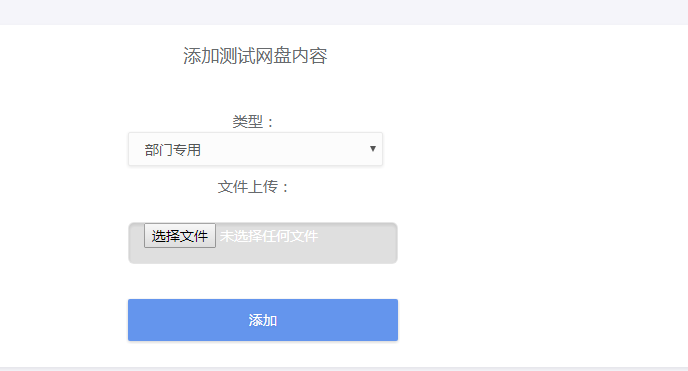 添加测试网盘内容
类型：
部门专用
文件上传：
选择文件 未选择任何文件
添加